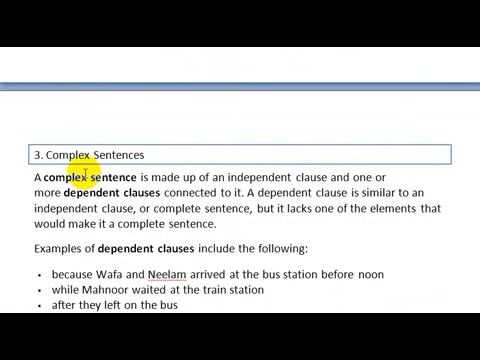 3. Complex Sentences
A complex sentence is made up of an independent clause and one or
more dependent clauses connected to it. A dependent clause is similar to an
independent clause, or complete sentence, but it lacks one of the elements that
would make it a complete sentence.
Examples of dependent clauses include the following:
• because Wafa and Neelam arrived at the bus station before noon
• while Mahnoor waited at the train station
• after they left on the bus